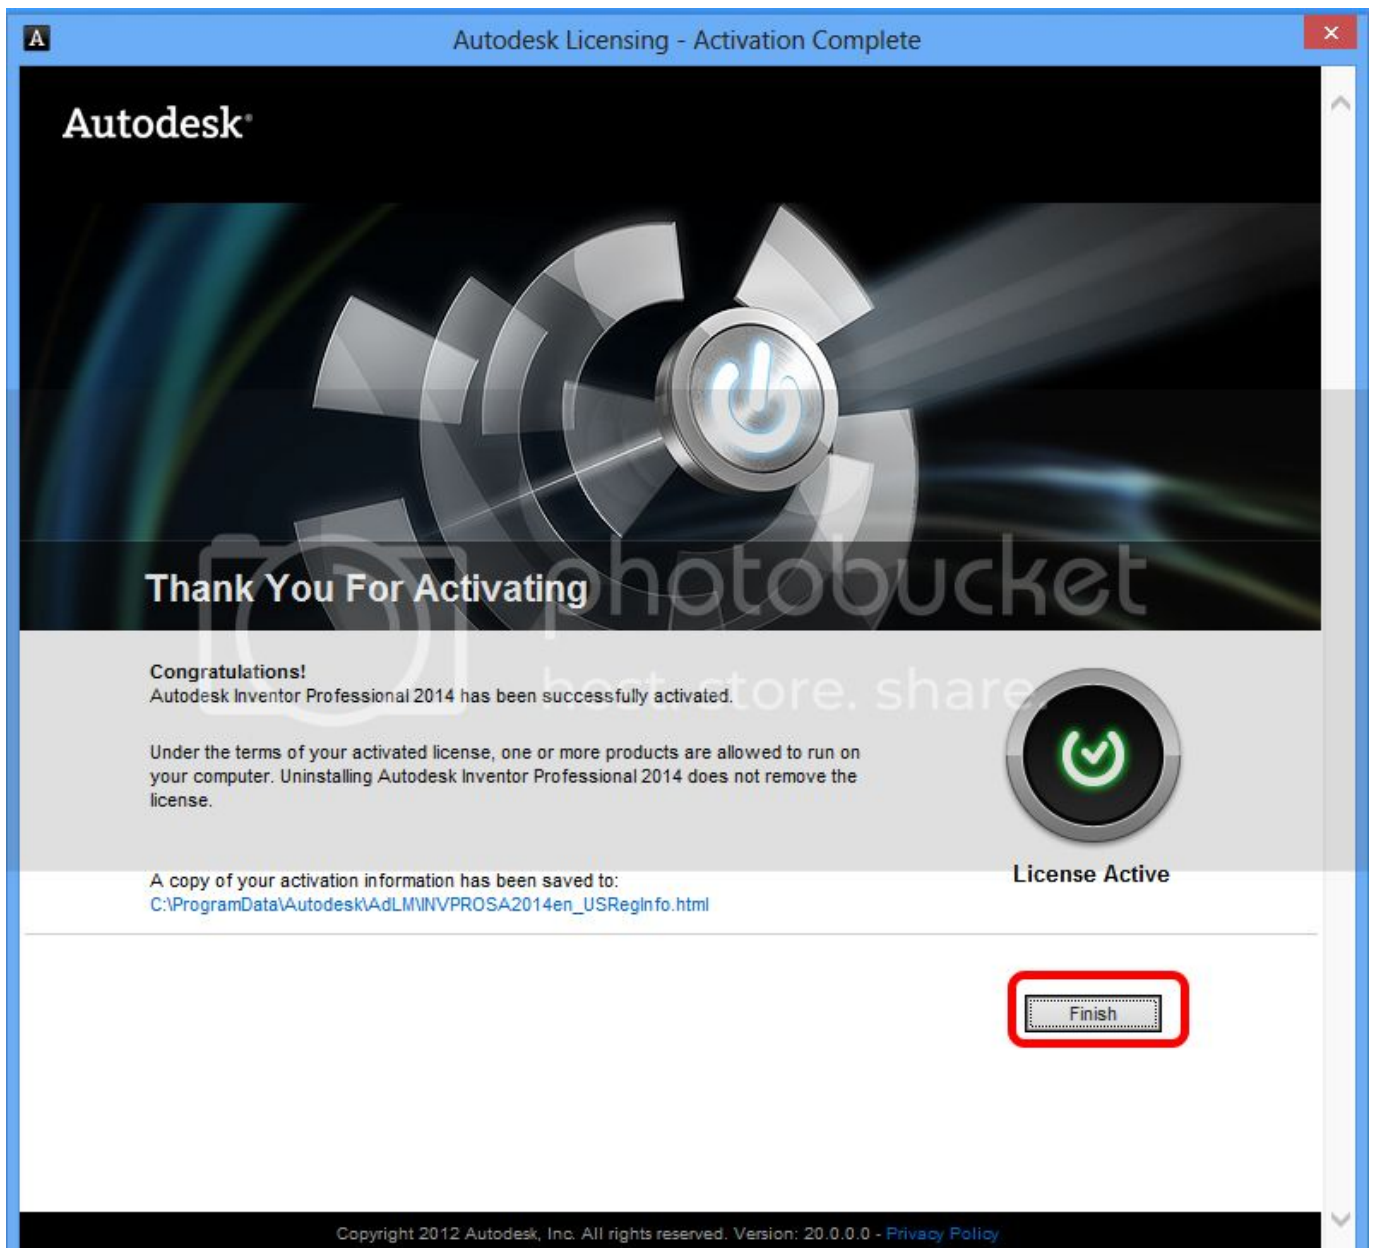 A
Autodesk Licensing - Activation Complete
Autodesk®
Thank You For Activating
photobucket
host. store. share.
Congratulations!
Autodesk Inventor Professional 2014 has been successfully activated.
Under the terms of your activated license, one or more products are allowed to run on
your computer. Uninstalling Autodesk Inventor Professional 2014 does not remove the
license.
License Active
A copy of your activation information has been saved to:
C:\ProgramData\Autodesk\AdLM\INVPROSA2014en_USRegInfo.html
Finish
Copyright 2012 Autodesk, Inc. All rights reserved. Version: 20.0.0.0 - Privacy Policy